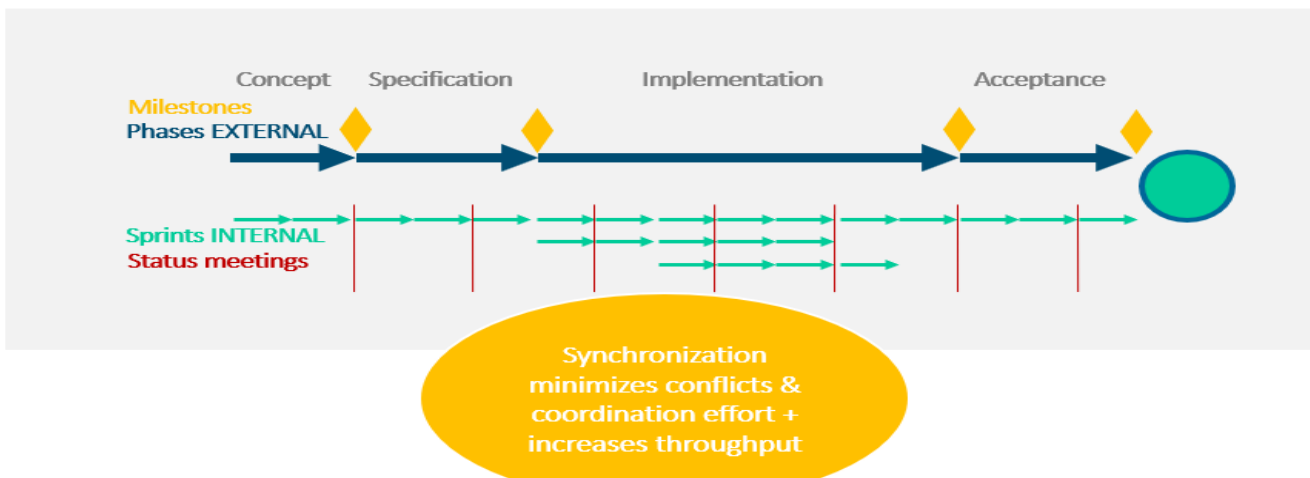 Concept
Specification
Implementation
Acceptance
Milestones
Phases EXTERNAL
Sprints INTERNAL
Status meetings
Synchronization
minimizes conflicts &
coordination effort +
increases throughput